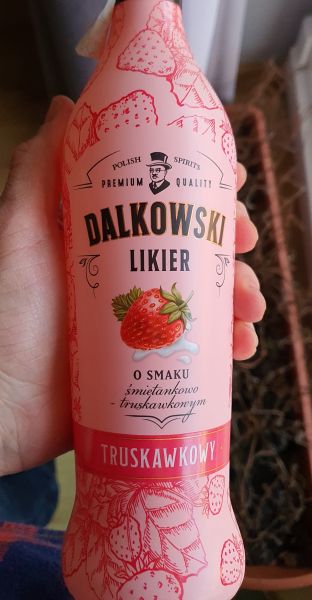 POLISH SPIRITS
PREMIUM QUALITY
DALKOWSKI
LIKIER
O SMAKU
śmietankowo
-truskawkowym
TRUSKAWKOWY